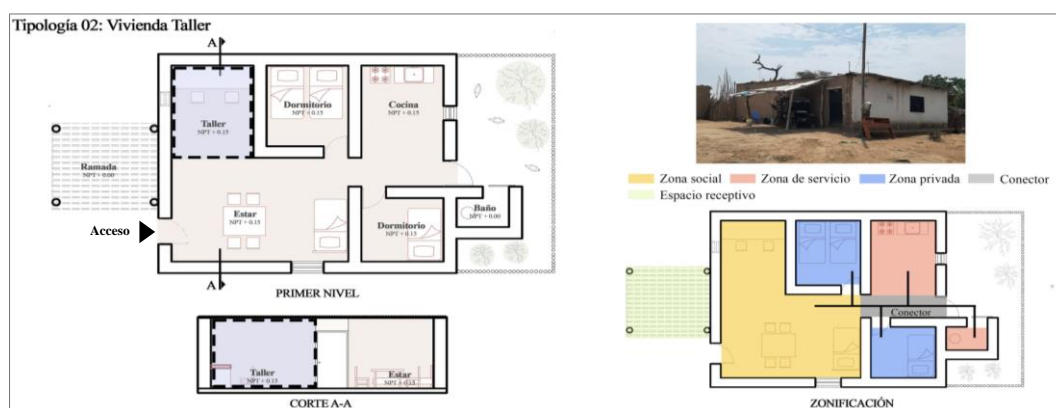 Tipología 02: Vivienda Taller
A
Dormitorio
NPT + 0.15
Cocina
NPT + 0.15
Taller
NPT + 0.15
Ramada
NPT + 0.00
Estar
NPT + 0.15
Baño
NPT + 0.00
Dormitorio
NPT + 0.15
Acceso
A
PRIMER NIVEL
Taller
NPT + 0.15
Estar
NPT + 0.15
CORTE A-A
Zona social
Zona de servicio
Zona privada
Conector
Espacio receptivo
Conector
ZONIFICACIÓN